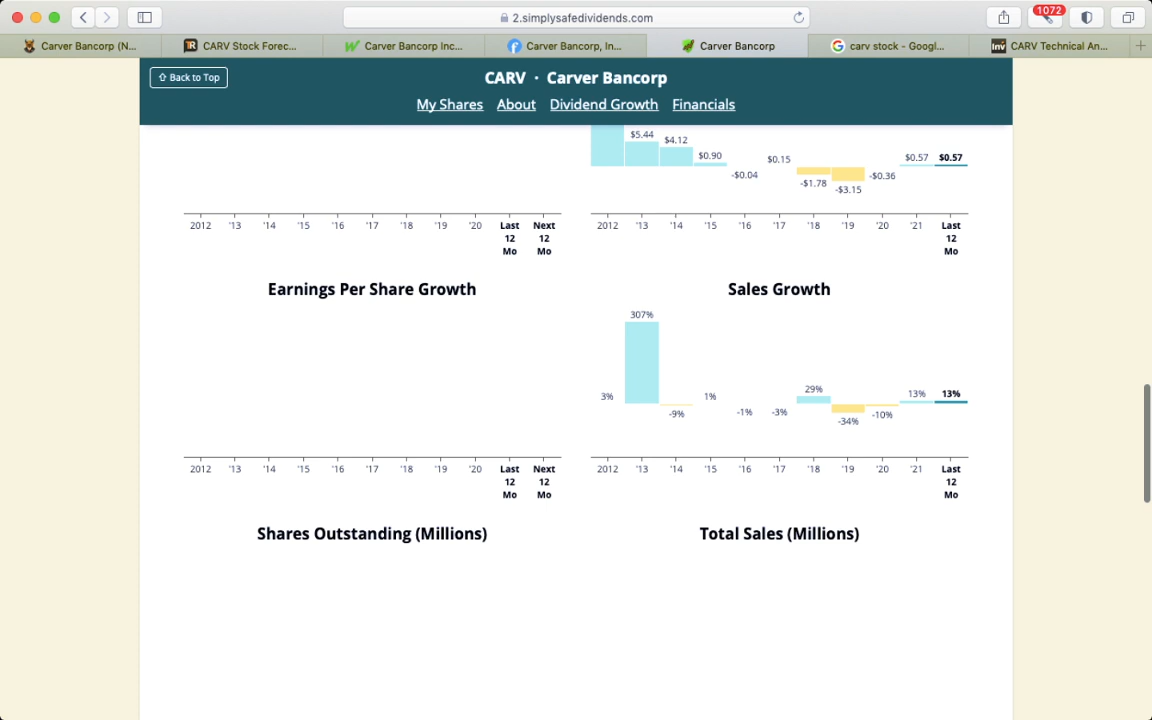 1072
2.simplysafedividends.com
Carver Bancorp (N...
CARV Stock Forec...
Carver Bancorp Inc...
Carver Bancorp, In...
Carver Bancorp
carv stock - Googl...
CARV Technical An...
Back to Top
CARV · Carver Bancorp
My Shares About Dividend Growth Financials
$5.44 $4.12 $0.90 -$0.04 $0.15 -$1.78 -$3.15 -$0.36 $0.57 $0.57
2012 '13 '14 '15 '16 '17 '18 '19 '20 Last 12 Mo Next 12 Mo
2012 '13 '14 '15 '16 '17 '18 '19 '20 '21 Last 12 Mo
Earnings Per Share Growth
Sales Growth
3% 307% -9% 1% -1% -3% 29% -34% -10% 13% 13%
2012 '13 '14 '15 '16 '17 '18 '19 '20 Last 12 Mo Next 12 Mo
2012 '13 '14 '15 '16 '17 '18 '19 '20 '21 Last 12 Mo
Shares Outstanding (Millions)
Total Sales (Millions)